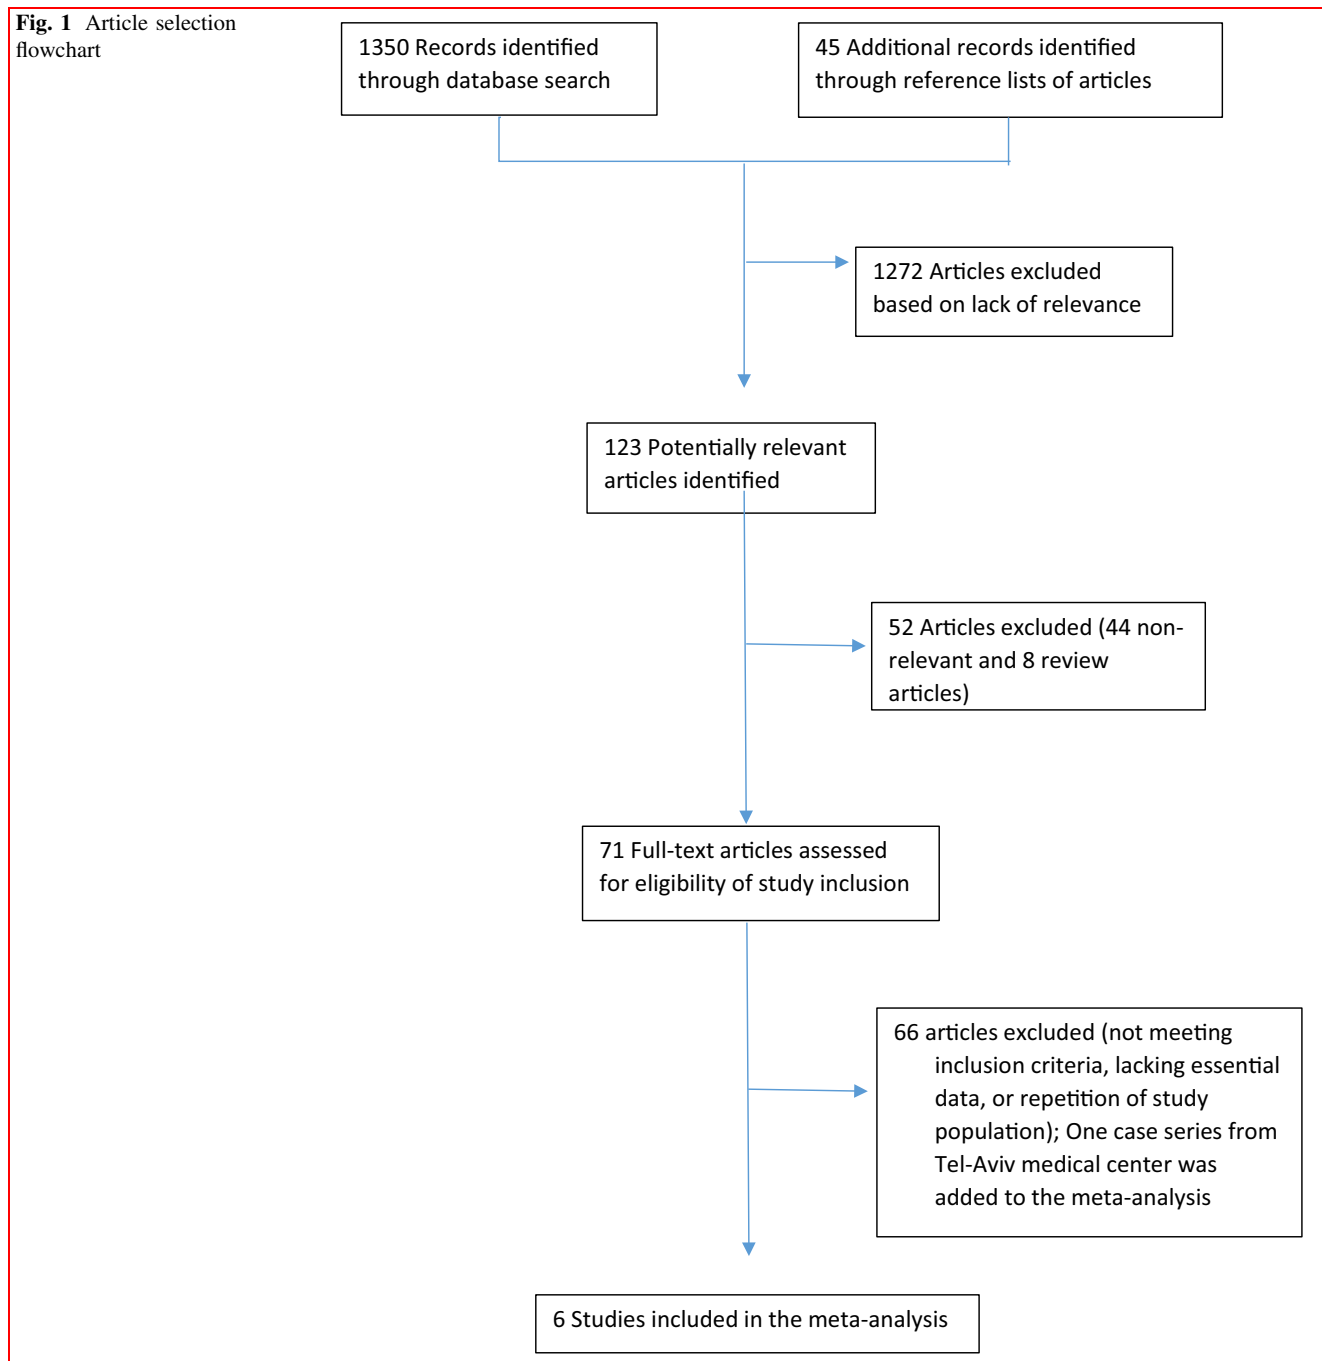 Fig. 1 Article selection
flowchart
1350 Records identified
through database search
45 Additional records identified
through reference lists of articles
1272 Articles excluded
based on lack of relevance
123 Potentially relevant
articles identified
52 Articles excluded (44 non-
relevant and 8 review
articles)
71 Full-text articles assessed
for eligibility of study inclusion
66 articles excluded (not meeting
inclusion criteria, lacking essential
data, or repetition of study
population); One case series from
Tel-Aviv medical center was
added to the meta-analysis
6 Studies included in the meta-analysis